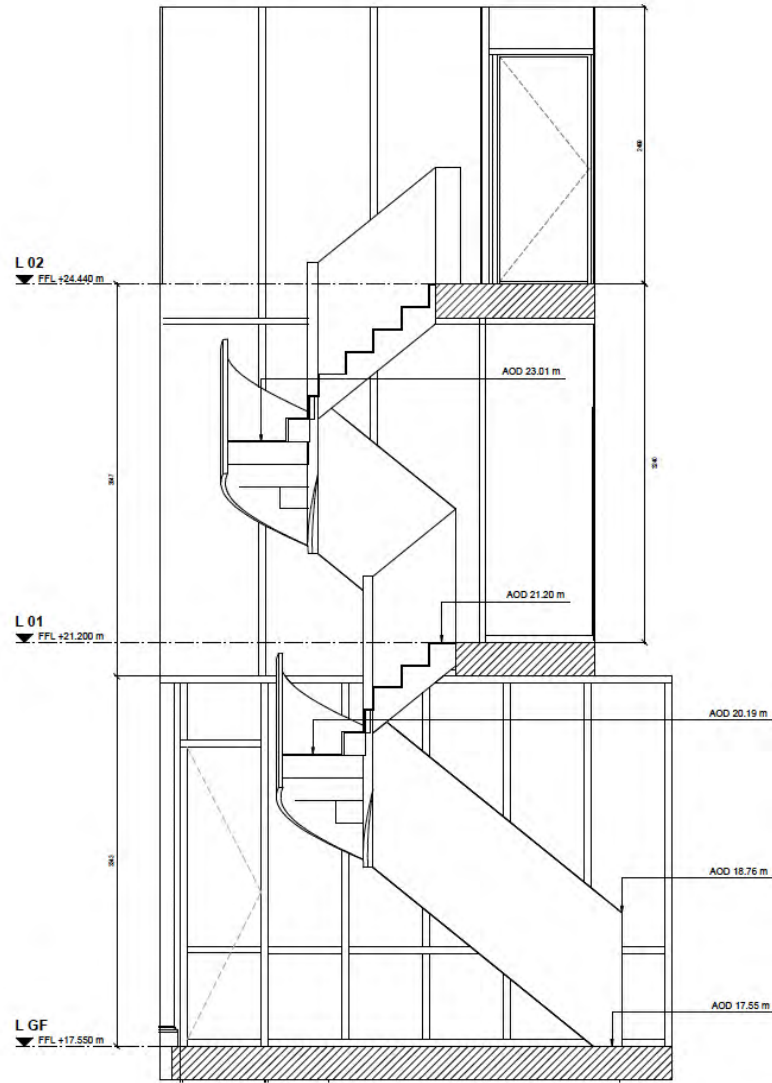 L 02
FFL +24.440 m
AOD 23.01 m
L 01
FFL +21.200 m
AOD 21.20 m
AOD 20.19 m
AOD 18.76 m
AOD 17.55 m
L GF
FFL +17.550 m
3240